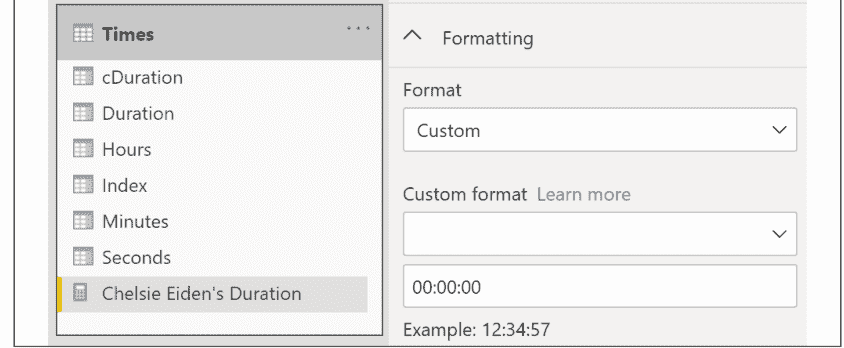 Times
cDuration
Duration
Hours
Index
Minutes
Seconds
Chelsie Eiden's Duration
Formatting
Format
Custom
Custom format Learn more
00:00:00
Example: 12:34:57